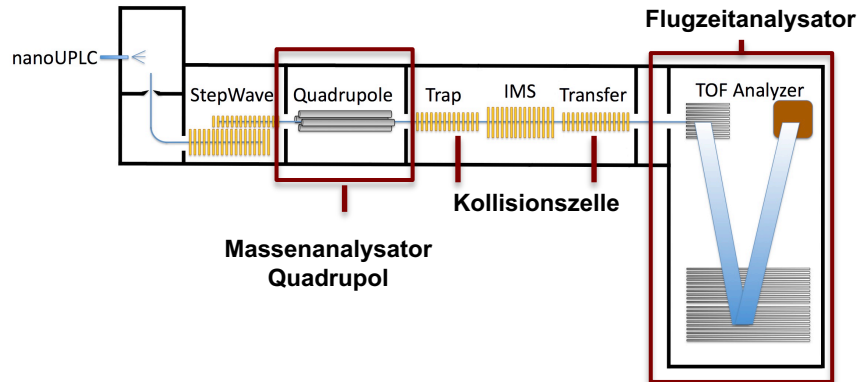 Flugzeitanalysator
nanoUPLC
StepWave
Quadrupole
Trap
IMS
Transfer
TOF Analyzer
Kollisionszelle
Massenanalysator
Quadrupol